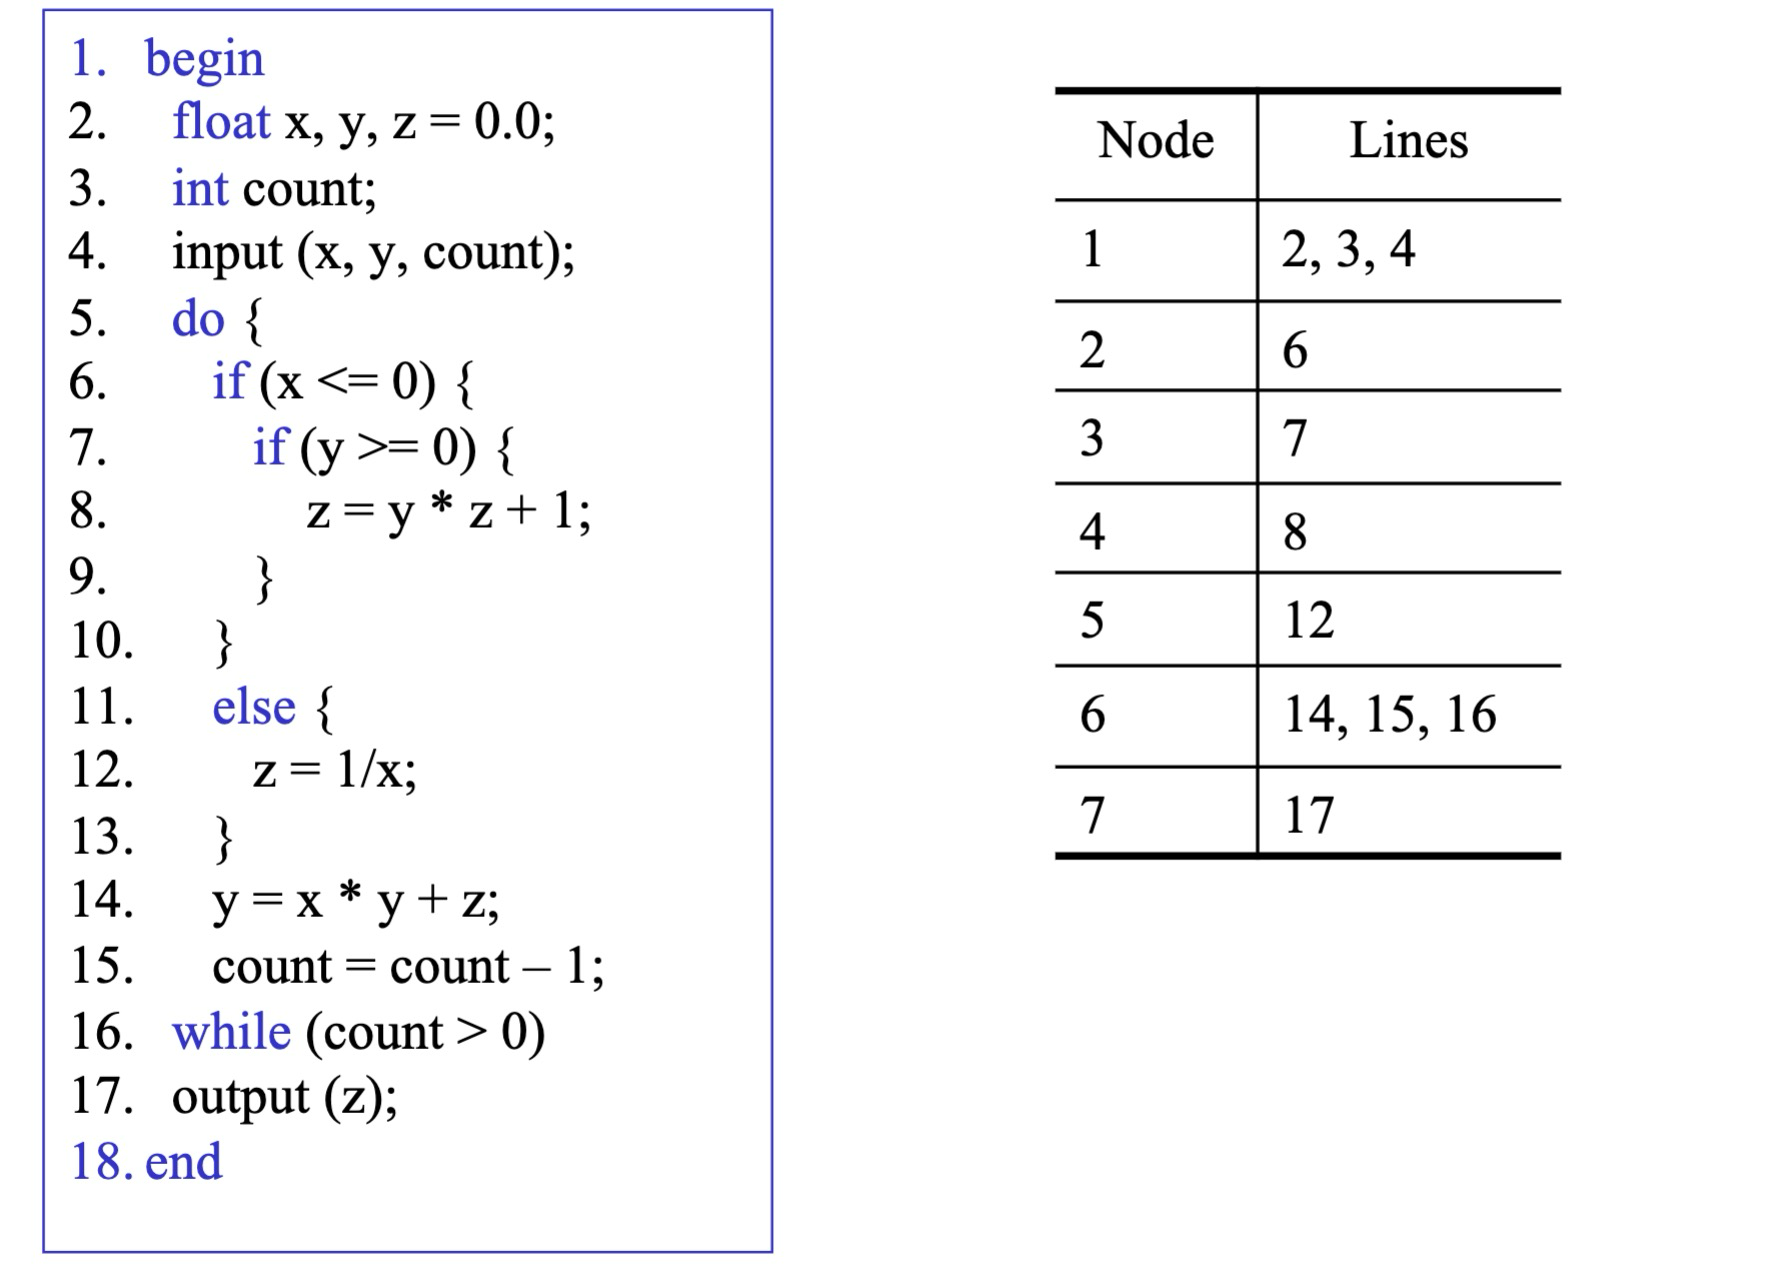 1. begin
2. float x, y, z = 0.0;
3. int count;
4. input (x, y, count);
5. do {
6. if (x <= 0) {
7. if (y >= 0) {
8. z = y * z + 1;
9. }
10. }
11. else {
12. z = 1/x;
13. }
14. y = x * y + z;
15. count = count – 1;
16. while (count > 0)
17. output (z);
18. end
Node Lines
1 2, 3, 4
2 6
3 7
4 8
5 12
6 14, 15, 16
7 17